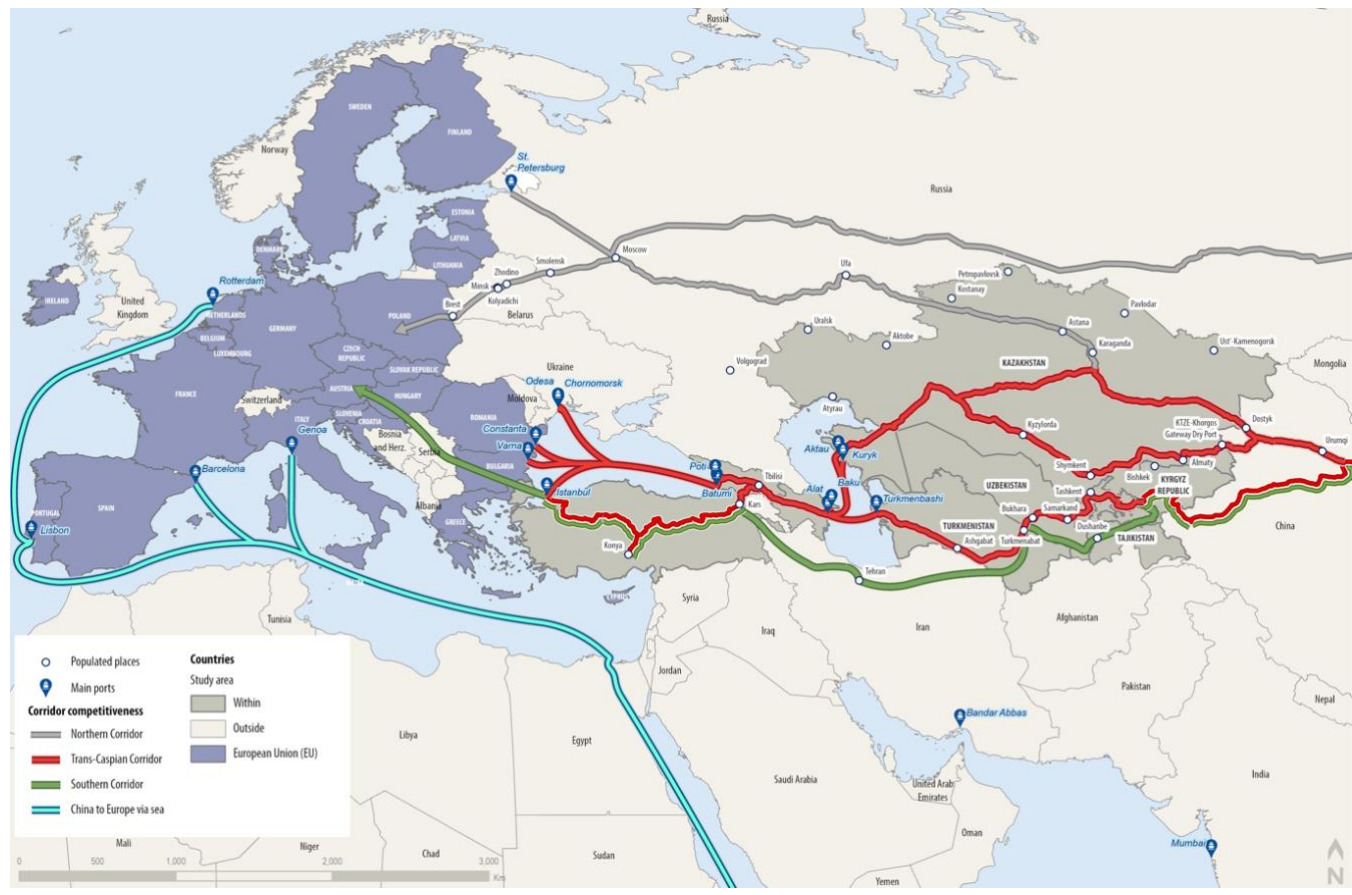 Russia
SWEDEN
FINLAND
Norway
St.
Petersburg
Russia
ESTONIA
LATVIA
LITHUANIA
DENMARK
Moscow
Smolensk
Zhodino
Minsk
Kolyadichi
Ufa
Petropavlovsk
Kostanay
Pavlodar
Rotterdam
IRELAND
United
Kingdom
NETHERLANDS
BELGIUM
LUXEMBOURG
GERMANY
POLAND
Brest
Belarus
Astana
Karaganda
Uralsk
Aktobe
Ust'-Kamenogorsk
Volgograd
KAZAKHSTAN
Mongolia
CZECH
REPUBLIC
SLOVAK REPUBLIC
Ukraine
FRANCE
Switzerland
AUSTRIA
HUNGARY
Moldova
Odesa
Chornomorsk
Atyrau
ITALY
SLOVENIA
CROATIA
ROMANIA
Genoa
Bosnia
and Herz.
Serbia
Constanta
Varna
BULGARIA
Aktau
Kuryk
Kyzylorda
KTZE-Khorgos
Gateway Dry Port
Dostyk
Urumqi
Shymkent
Bishkek
Almaty
Barcelona
Poti
Batumi
Tbilisi
Kars
Alat
Baku
Turkmenbashi
UZBEKISTAN
Tashkent
KYRGYZ
REPUBLIC
Bukhara
Samarkand
Dushanbe
TAJIKISTAN
PORTUGAL
SPAIN
Lisbon
Albania
GREECE
Istanbul
Konya
TURKMENISTAN
Turkmenabat
Ashgabat
China
Tehran
CYPRUS
Syria
Tunisia
Iraq
Iran
Afghanistan
Jordan
Pakistan
Nepal
Libya
Egypt
Bandar Abbas
Saudi Arabia
United Arab
Emirates
India
Oman
Mumbai
Mali
Niger
Chad
Sudan
Yemen
Populated places
Main ports
Corridor competitiveness
Northern Corridor
Trans-Caspian Corridor
Southern Corridor
China to Europe via sea
Countries
Study area
Within
Outside
European Union (EU)
0 500 1,000 2,000 3,000
Km
N